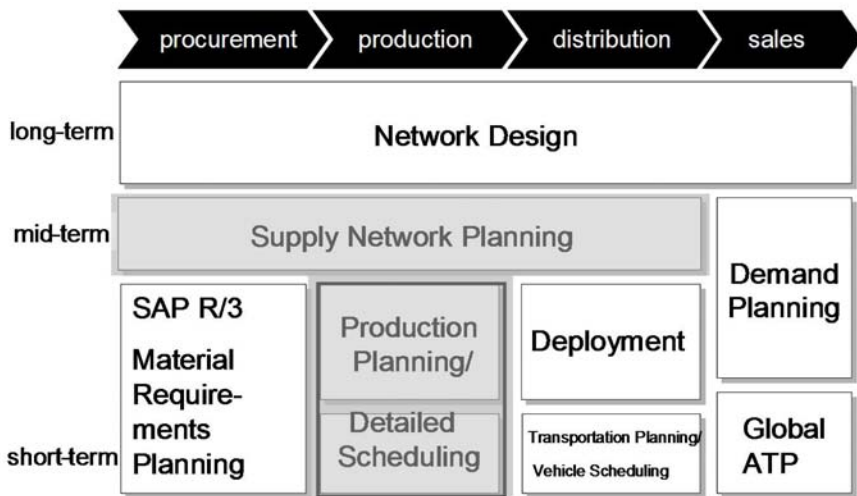 procurement
production
distribution
sales
long-term
Network Design
mid-term
Supply Network Planning
Demand
Planning
SAP R/3
Material
Require-
ments
Planning
Production
Planning/
Detailed
Scheduling
Deployment
Transportation Planning/
Vehicle Scheduling
Global
ATP
short-term